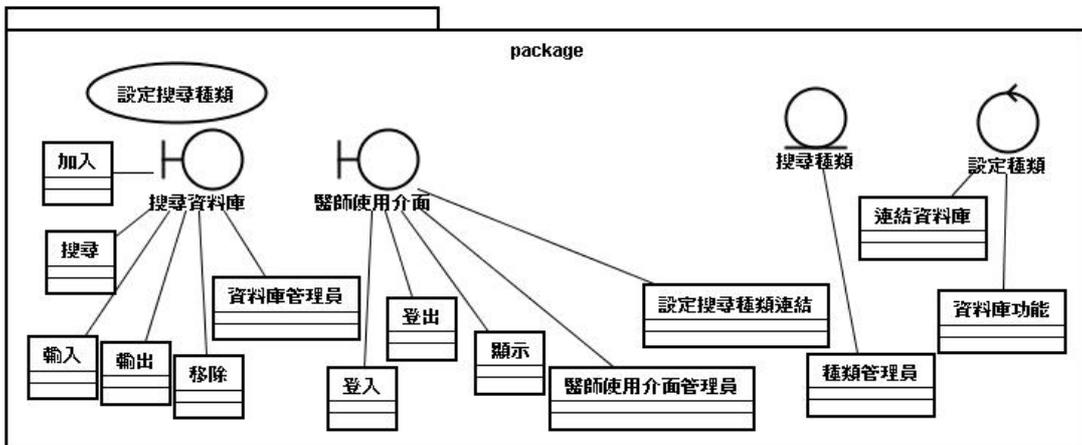 package
設定搜尋種類
加入
搜尋資料庫
醫師使用介面
搜尋種類
設定種類
連結資料庫
搜尋
資料庫管理員
登出
設定搜尋種類連結
資料庫功能
輸入
輸出
移除
登入
顯示
醫師使用介面管理員
種類管理員